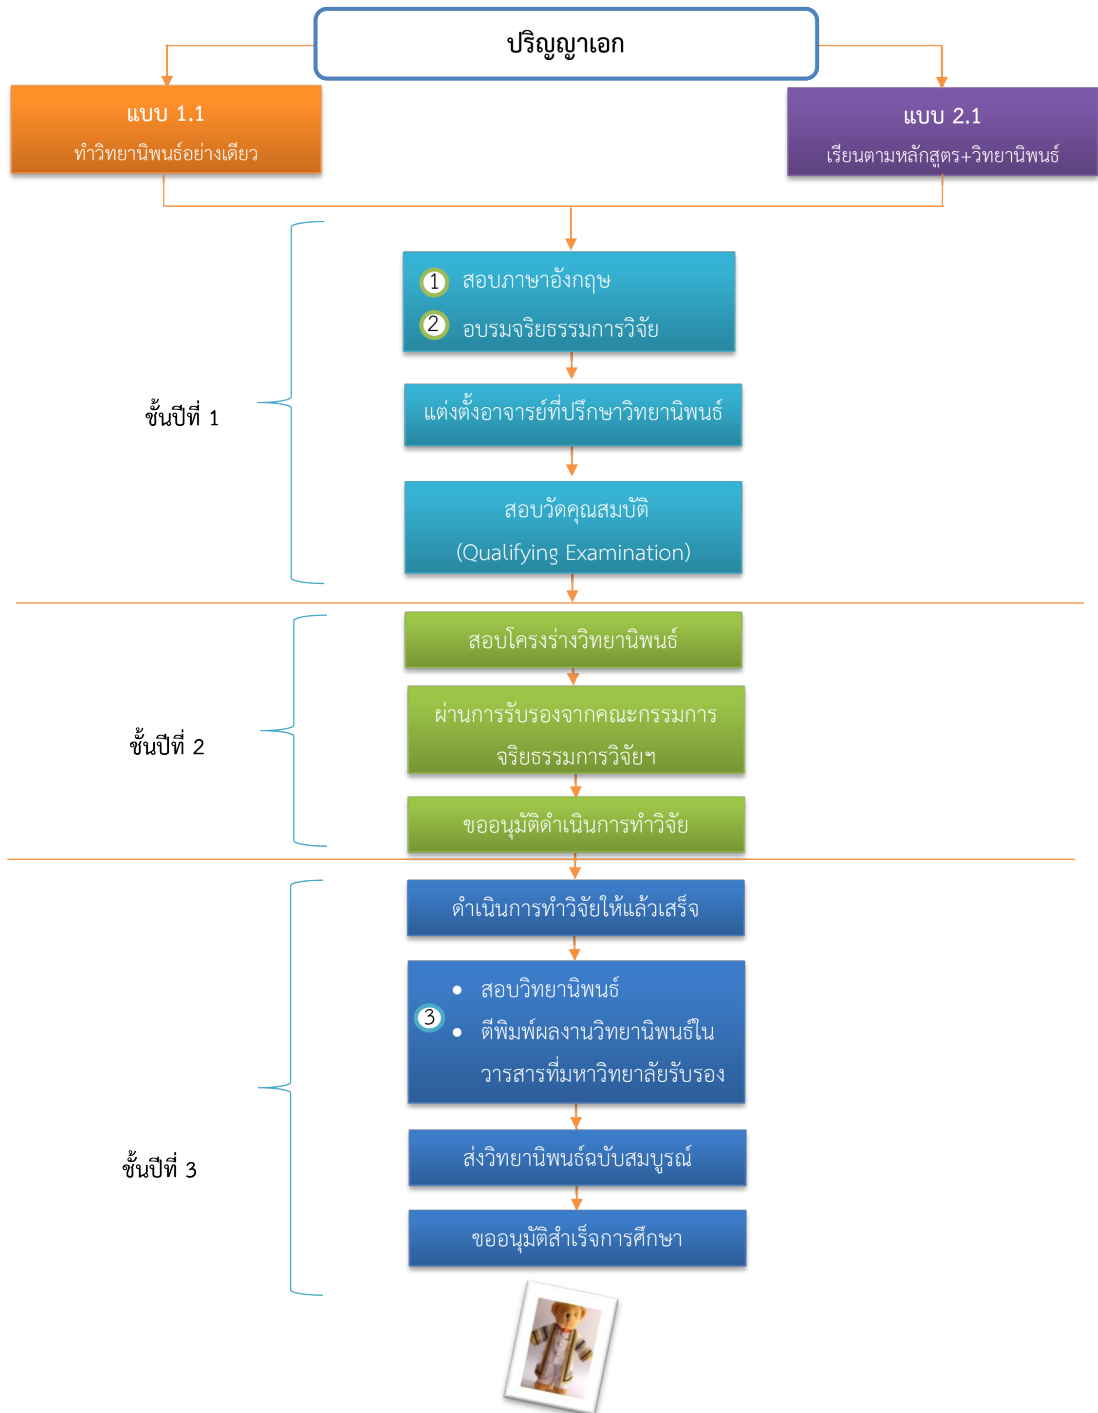 ปริญญาเอก
แบบ 1.1
ทำวิทยานิพนธ์อย่างเดียว
แบบ 2.1
เรียนตามหลักสูตร+วิทยานิพนธ์
ชั้นปีที่ 1
1 สอบภาษาอังกฤษ
2 อบรมจริยธรรมการวิจัย
แต่งตั้งอาจารย์ที่ปรึกษาวิทยานิพนธ์
สอบวัดคุณสมบัติ
(Qualifying Examination)
ชั้นปีที่ 2
สอบโครงร่างวิทยานิพนธ์
ผ่านการรับรองจากคณะกรรมการ
จริยธรรมการวิจัยฯ
ขออนุมัติดำเนินการทำวิจัย
ชั้นปีที่ 3
ดำเนินการทำวิจัยให้แล้วเสร็จ
3
• สอบวิทยานิพนธ์
• ตีพิมพ์ผลงานวิทยานิพนธ์ใน
วารสารที่มหาวิทยาลัยรับรอง
ส่งวิทยานิพนธ์ฉบับสมบูรณ์
ขออนุมัติสำเร็จการศึกษา